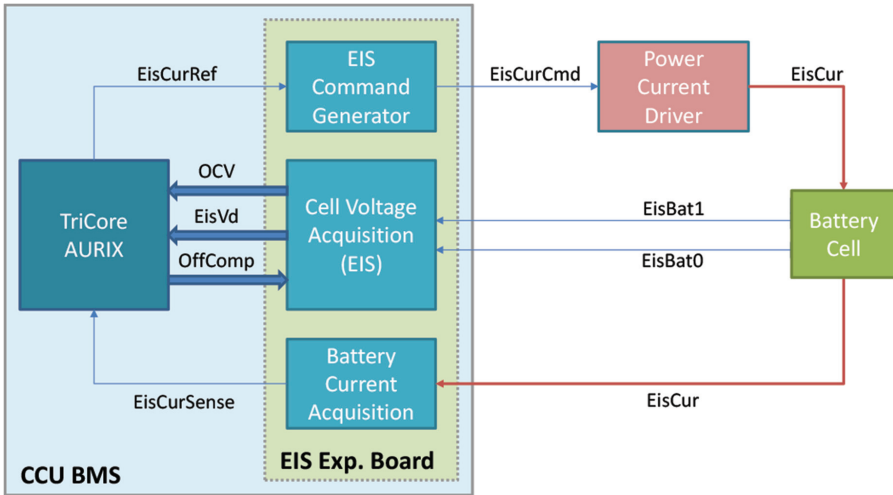 EIS
Command
Generator
Power
Current
Driver
EisCurRef
EisCurCmd
EisCur
TriCore
AURIX
OCV
EisVd
OffComp
Cell Voltage
Acquisition
(EIS)
EisBat1
EisBat0
Battery
Cell
Battery
Current
Acquisition
EisCurSense
EisCur
CCU BMS
EIS Exp. Board